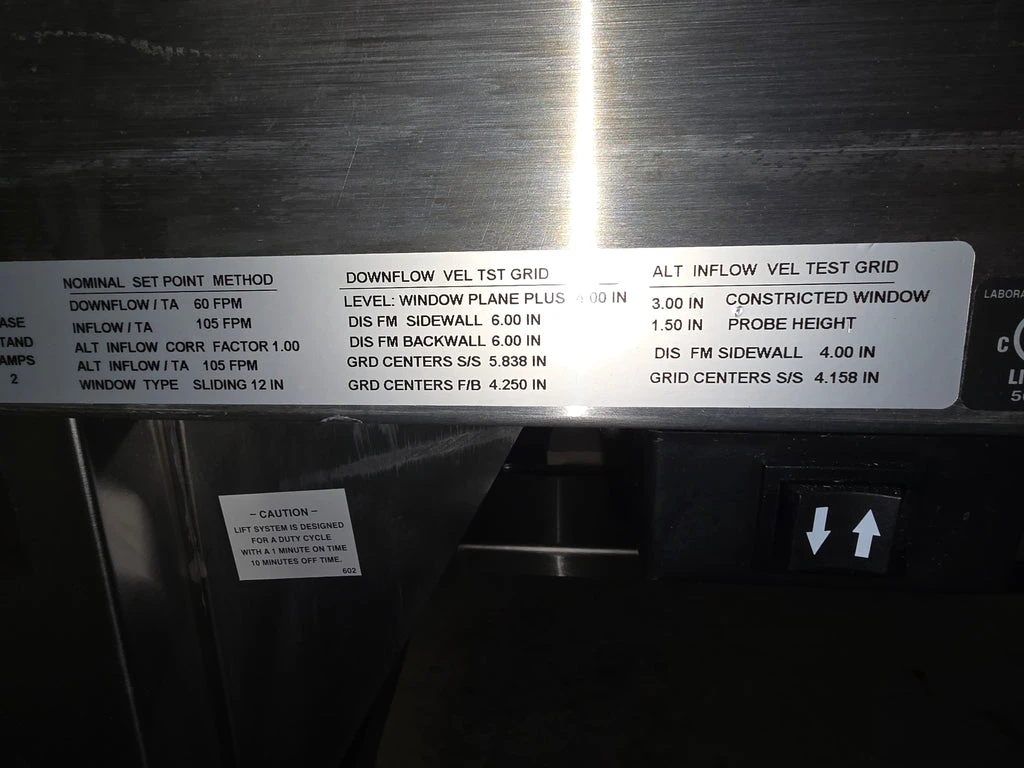 ASE
TAND
AMPS
2
NOMINAL SET POINT METHOD
DOWNFLOW / TA 60 FPM
INFLOW / TA 105 FPM
ALT INFLOW CORR FACTOR 1.00
ALT INFLOW / TA 105 FPM
WINDOW TYPE SLIDING 12 IN
DOWNFLOW VEL TST GRID
LEVEL: WINDOW PLANE PLUS 4.00 IN
DIS FM SIDEWALL 6.00 IN
DIS FM BACKWALL 6.00 IN
GRD CENTERS S/S 5.838 IN
GRD CENTERS F/B 4.250 IN
ALT INFLOW VEL TEST GRID
3.00 IN CONSTRICTED WINDOW
1.50 IN PROBE HEIGHT
DIS FM SIDEWALL 4.00 IN
GRID CENTERS S/S 4.158 IN
LABORA
C
LI
50
- CAUTION -
LIFT SYSTEM IS DESIGNED
FOR A DUTY CYCLE
WITH A 1 MINUTE ON TIME
10 MINUTES OFF TIME.
602